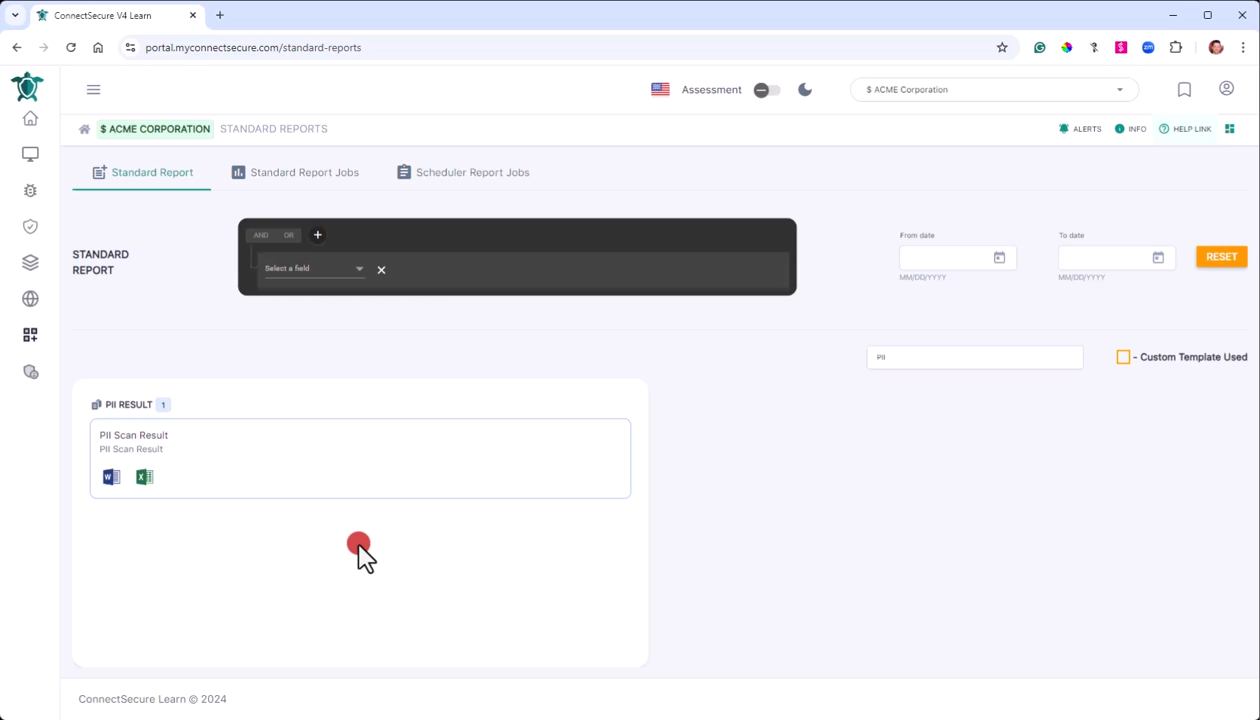 ConnectSecure V4 Learn
portal.myconnectsecure.com/standard-reports
Assessment
$ ACME Corporation
$ ACME CORPORATION
STANDARD REPORTS
ALERTS
INFO
HELP LINK
Standard Report
Standard Report Jobs
Scheduler Report Jobs
STANDARD
REPORT
AND
OR
Select a field
From date
MM/DD/YYYY
To date
MM/DD/YYYY
RESET
PII
- Custom Template Used
PII RESULT 1
PII Scan Result
PII Scan Result
ConnectSecure Learn © 2024